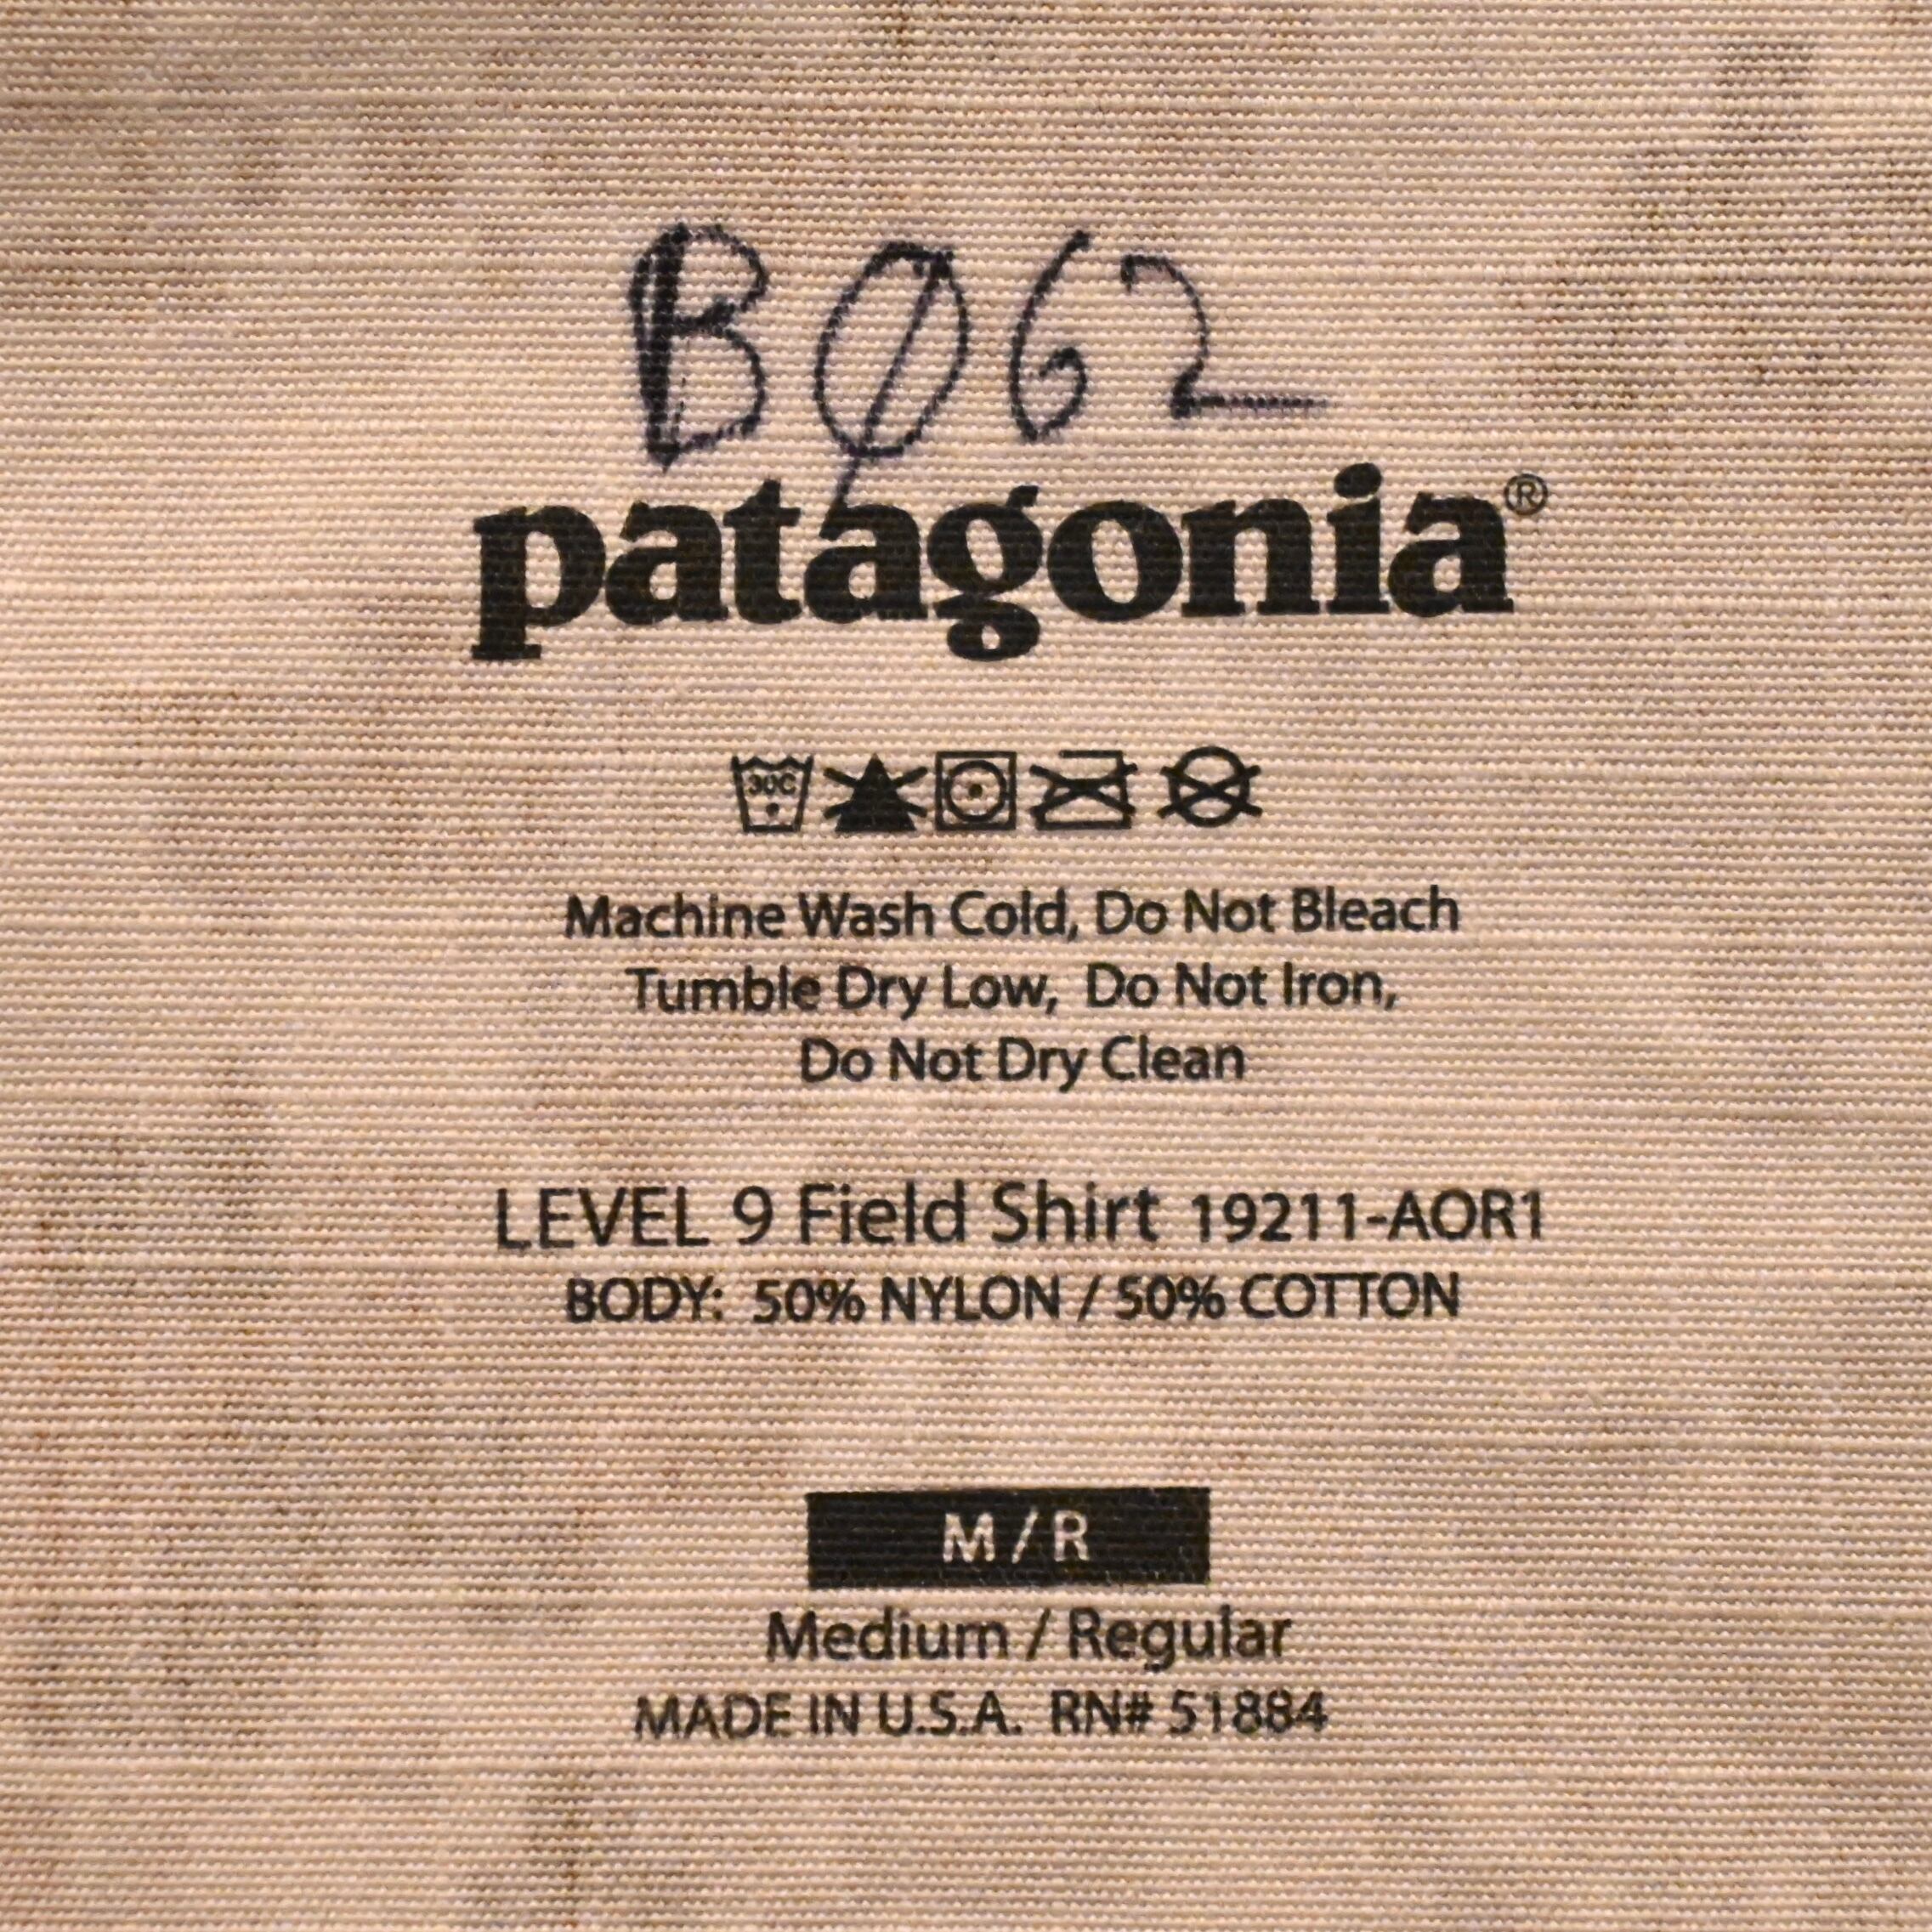 BØ62
patagonia®
30C
Machine Wash Cold, Do Not Bleach
Tumble Dry Low, Do Not Iron,
Do Not Dry Clean
LEVEL 9 Field Shirt 19211-AOR1
BODY: 50% NYLON / 50% COTTON
M / R
Medium / Regular
MADE IN U.S.A. RN# 51884